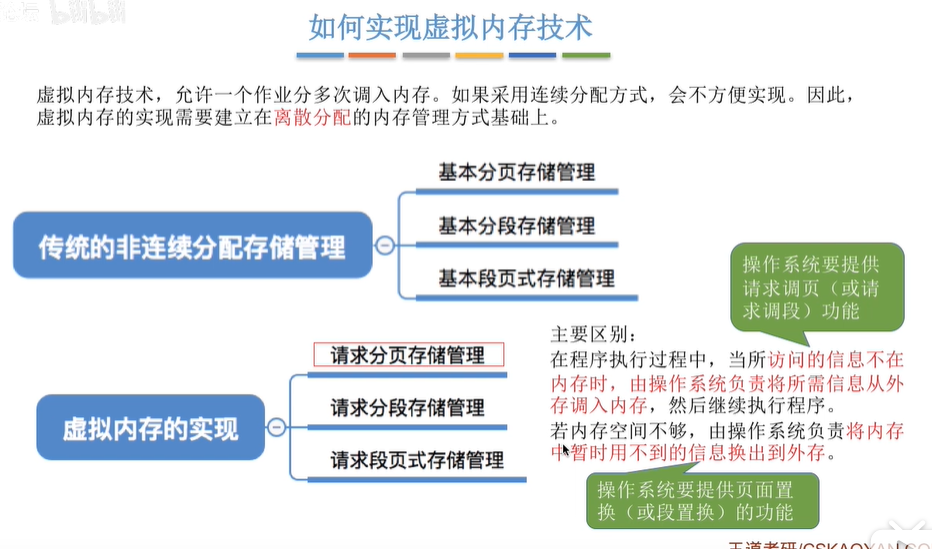 bilibili
如何实现虚拟内存技术
虚拟内存技术，允许一个作业分多次调入内存。如果采用连续分配方式，会不方便实现。因此，
虚拟内存的实现需要建立在离散分配的内存管理方式基础上。
传统的非连续分配存储管理
基本分页存储管理
基本分段存储管理
基本段页式存储管理
操作系统要提供
请求调页（或请
求调段）功能
虚拟内存的实现
请求分页存储管理
请求分段存储管理
请求段页式存储管理
主要区别：
在程序执行过程中，当所访问的信息不在
内存时，由操作系统负责将所需信息从外
存调入内存，然后继续执行程序。
若内存空间不够，由操作系统负责将内存
中暂时用不到的信息换出到外存。
操作系统要提供页面置
换（或段置换）的功能